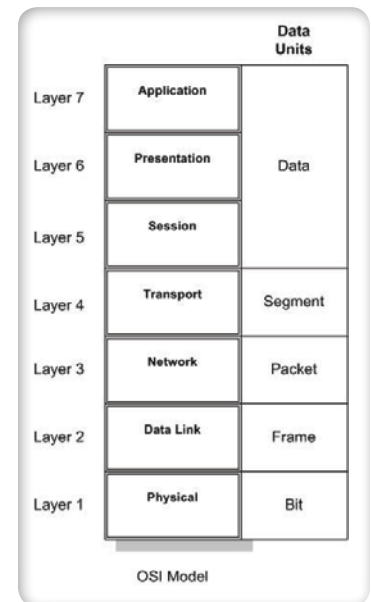 Data
Units
Layer 7
Application
Layer 6
Presentation
Data
Layer 5
Session
Layer 4
Transport
Segment
Layer 3
Network
Packet
Layer 2
Data Link
Frame
Layer 1
Physical
Bit
OSI Model